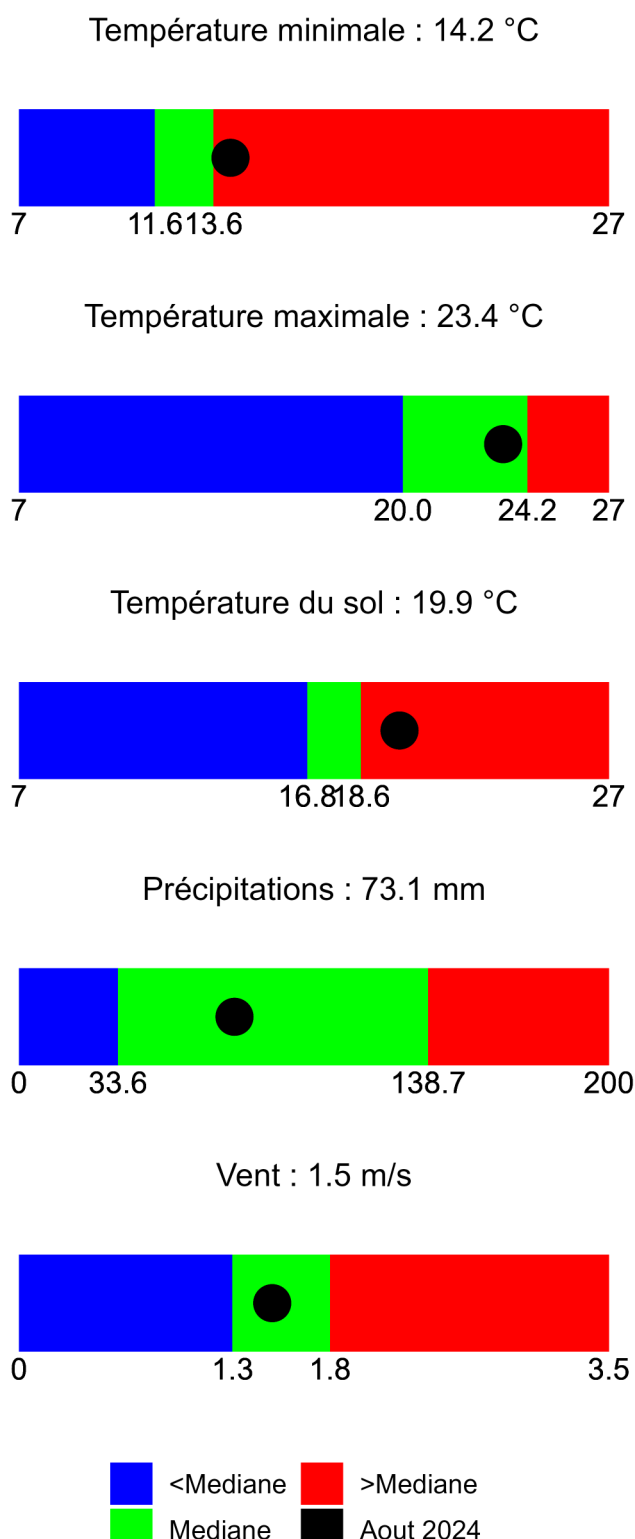 Température minimale : 14.2 °C
7 11.6 13.6 27
Température maximale : 23.4 °C
7 20.0 24.2 27
Température du sol : 19.9 °C
7 16.8 18.6 27
Précipitations : 73.1 mm
0 33.6 138.7 200
Vent : 1.5 m/s
0 1.3 1.8 3.5
<Mediane >Mediane
Mediane Aout 2024